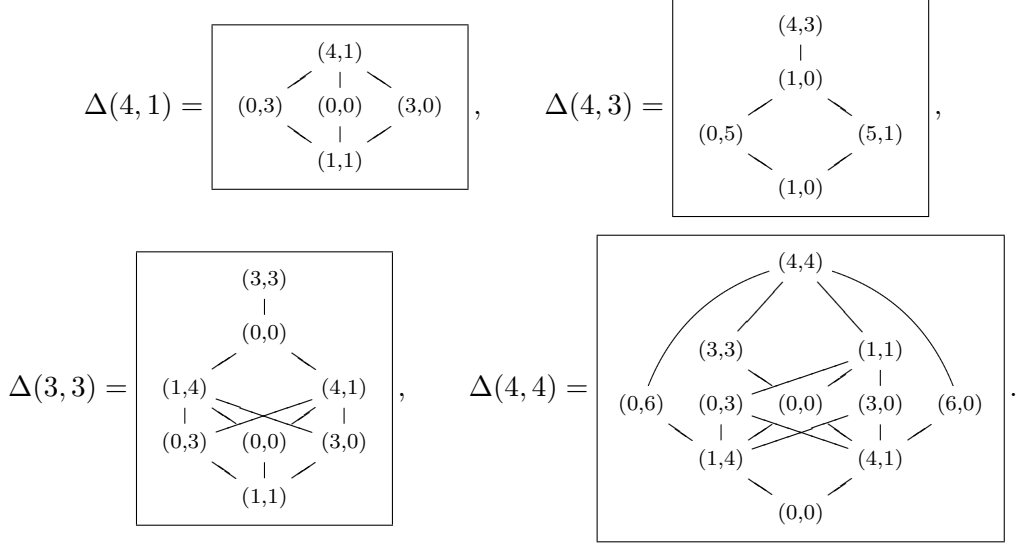 (4,1)
Δ(4, 1) = (0,3) (0,0) (3,0) ,
(1,1)
(4,3)
(1,0)
Δ(4, 3) = (0,5) (5,1) ,
(1,0)
(3,3)
(0,0)
Δ(3, 3) = (1,4) (4,1) ,
(0,3) (0,0) (3,0)
(1,1)
(4,4)
(3,3) (1,1)
Δ(4, 4) = (0,6) (0,3) (0,0) (3,0) (6,0) .
(1,4) (4,1)
(0,0)